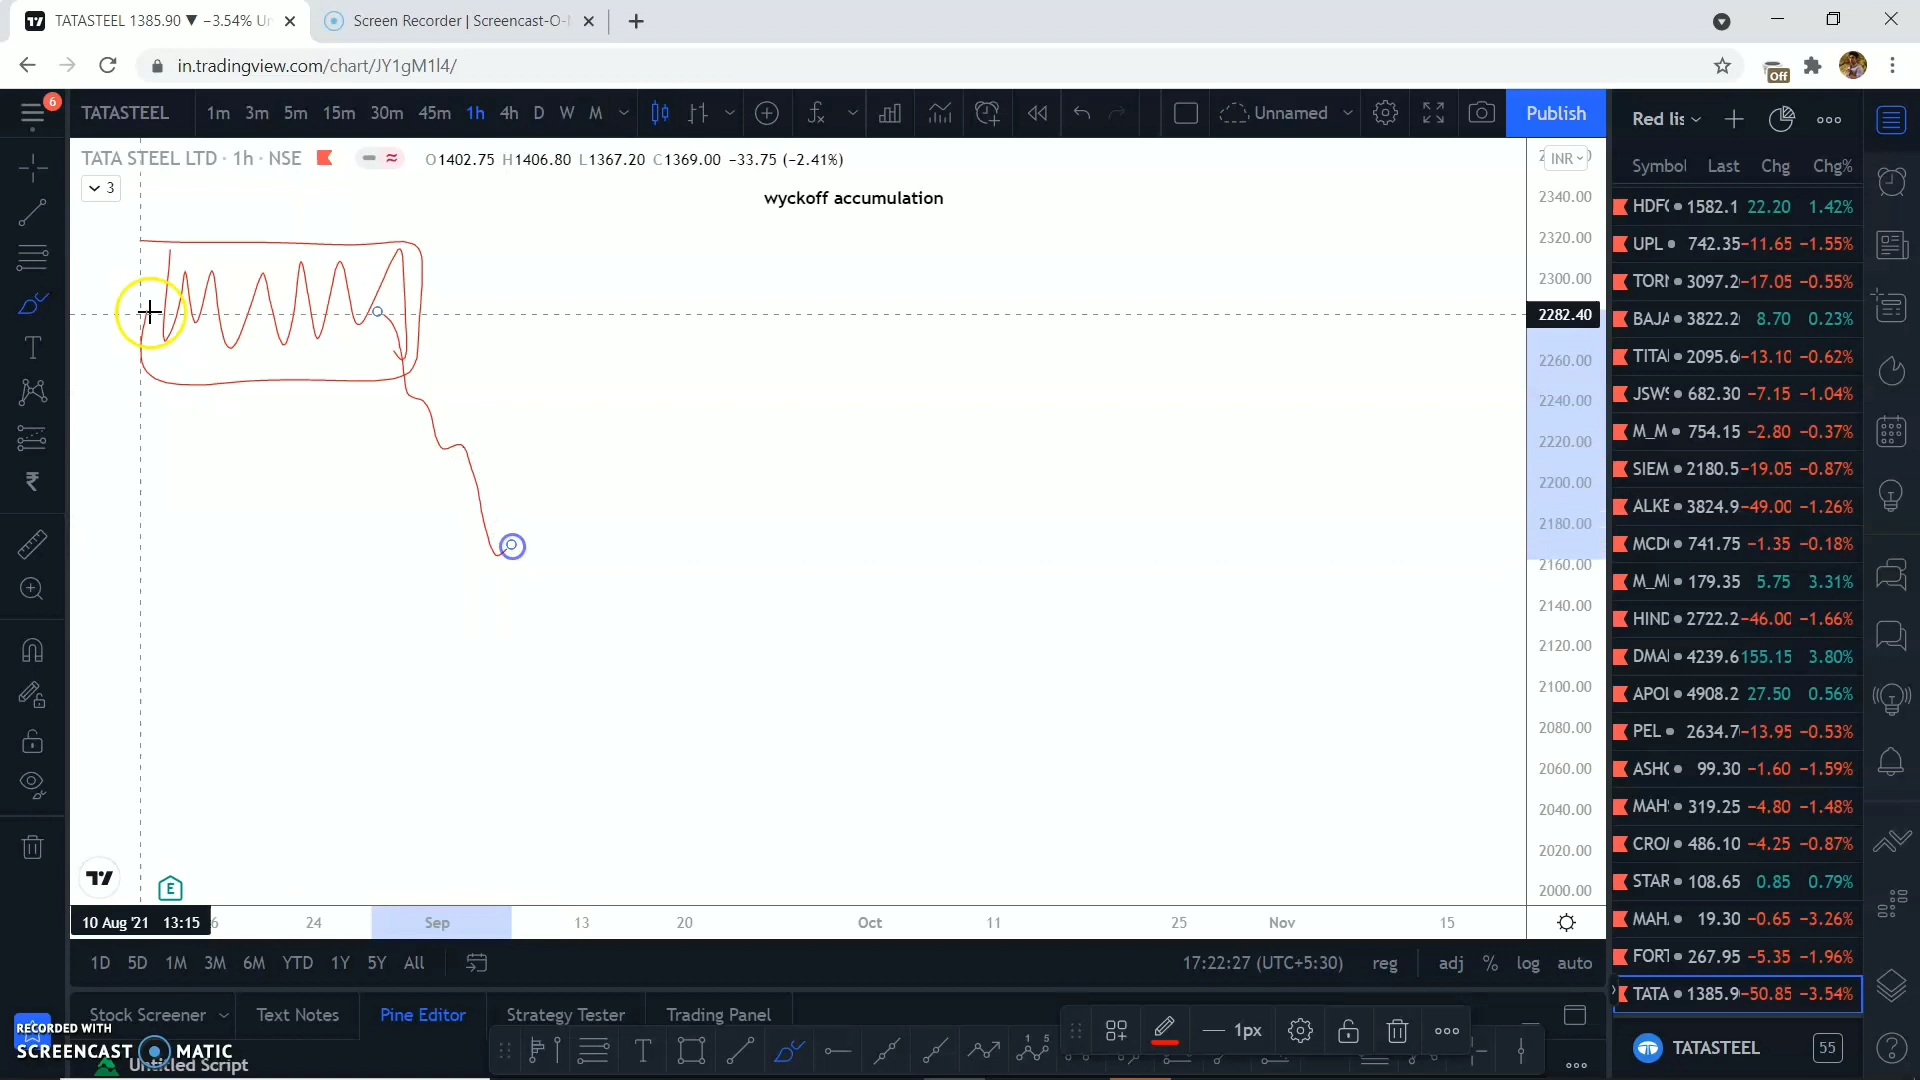 TATASTEEL 1385.90 ▼ −3.54% Un
Screen Recorder | Screencast-O-
in.tradingview.com/chart/JY1gM1l4/
Off
6
TATASTEEL 1m 3m 5m 15m 30m 45m 1h 4h D W M
Unnamed
Publish
Red lis
TATA STEEL LTD · 1h · NSE
O1402.75 H1406.80 L1367.20 C1369.00 −33.75 (−2.41%)
INR
3
wyckoff accumulation
2340.00
2320.00
2300.00
2282.40
2260.00
2240.00
2220.00
2200.00
2180.00
2160.00
2140.00
2120.00
2100.00
2080.00
2060.00
2040.00
2020.00
2000.00
Symbol Last Chg Chg%
1582.1 22.20 1.42%
UPL 742.35 −11.65 −1.55%
3097.2 −17.05 −0.55%
BAJA 3822.2 8.70 0.23%
2095.6 −13.10 −0.62%
JSWS 682.30 −7.15 −1.04%
M_M 754.15 −2.80 −0.37%
SIEM 2180.5 −19.05 −0.87%
ALKE 3824.9 −49.00 −1.26%
741.75 −1.35 −0.18%
179.35 5.75 3.31%
HIND 2722.2 −46.00 −1.66%
4239.6 155.15 3.80%
4908.2 27.50 0.56%
PEL 2634.7 −13.95 −0.53%
99.30 −1.60 −1.59%
319.25 −4.80 −1.48%
486.10 −4.25 −0.87%
STAR 108.65 0.85 0.79%
19.30 −0.65 −3.26%
FORT 267.95 −5.35 −1.96%
TATA 1385.9 −50.85 −3.54%
E
10 Aug '21 13:15 6 24 Sep 13 20 Oct 11 25 Nov 15
1D 5D 1M 3M 6M YTD 1Y 5Y All
17:22:27 (UTC+5:30) reg adj % log auto
Stock Screener Text Notes Pine Editor Strategy Tester Trading Panel
1px
RECORDED WITH
SCREENCAST MATIC
Untitled Script
TATASTEEL 55